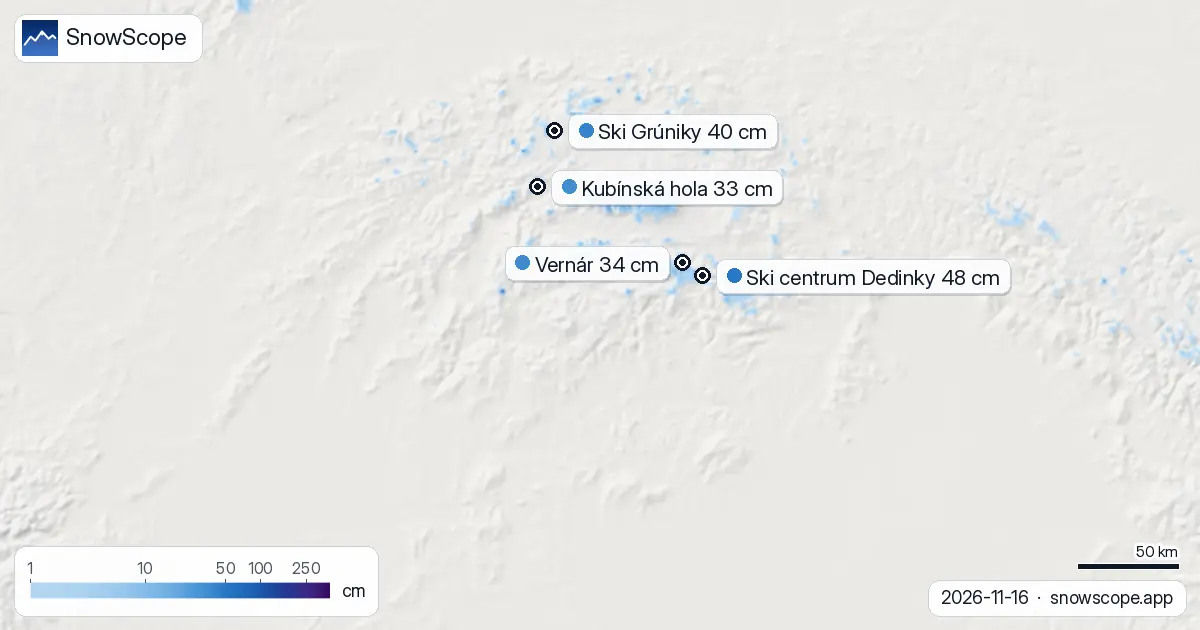 SnowScope
Ski Grúniky 40 cm
Kubínská hola 33 cm
Vernár 34 cm
Ski centrum Dedinky 48 cm
1 10 50 100 250
cm
50 km
2026-11-16 · snowscope.app